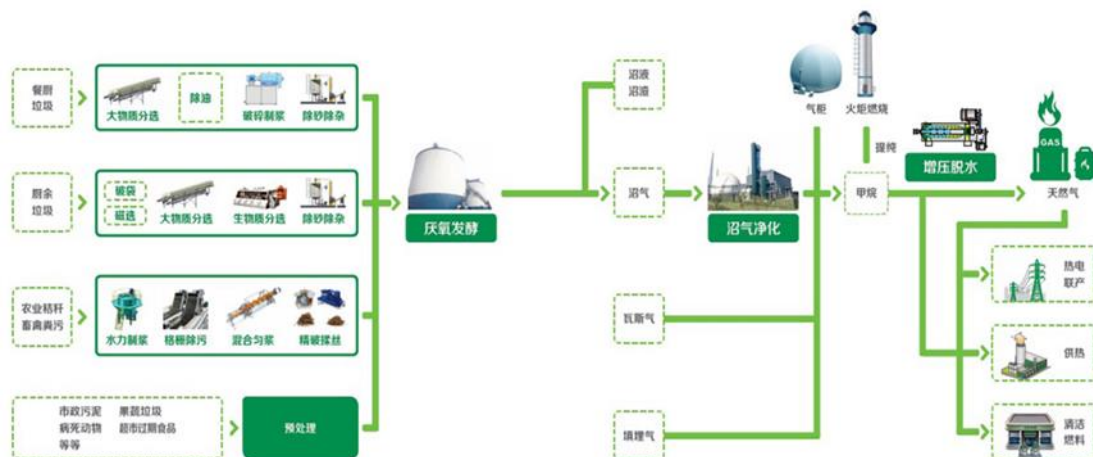 餐厨
垃圾
大物质分选
除油
破碎制浆
除砂除杂
厨余
垃圾
破袋
磁选
大物质分选
生物质分选
除砂除杂
农业秸秆
畜禽粪污
水力制浆
格栅除污
混合匀浆
精破揉丝
市政污泥 果蔬垃圾
病死动物 超市过期食品
等等
预处理
厌氧发酵
沼液
沼渣
沼气
沼气净化
瓦斯气
填埋气
气柜
火炬燃烧
提纯
甲烷
增压脱水
GAS
天然气
热电
联产
供热
清洁
燃料